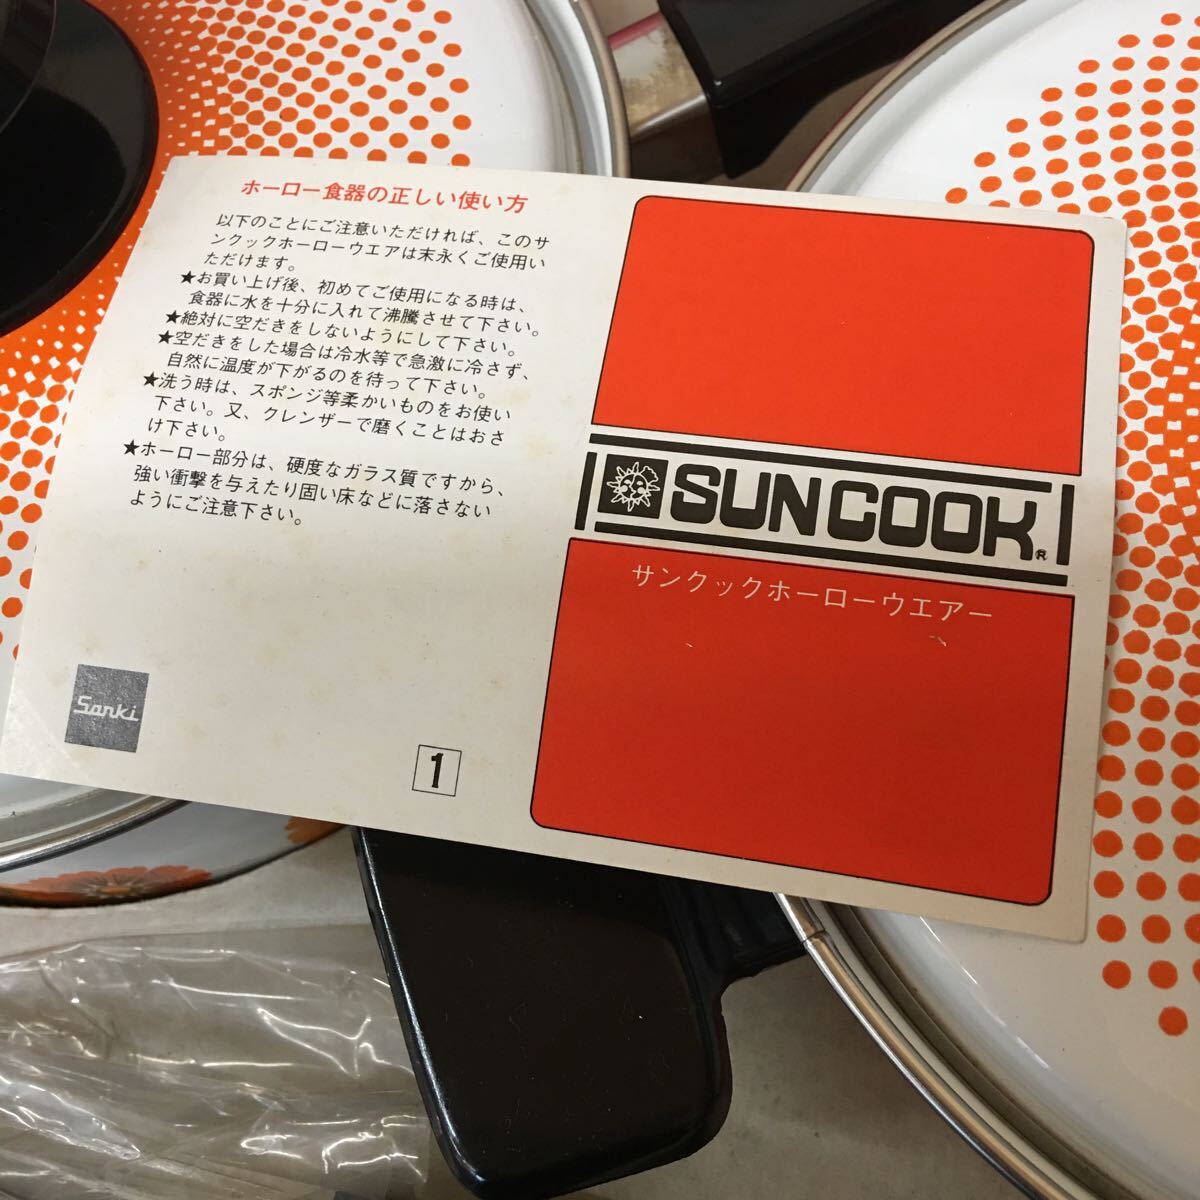 ホーロー食器の正しい使い方
以下のことにご注意いただければ、このサ
ンクックホーローウエアは末永くご使用い
ただけます。
★お買い上げ後、初めてご使用になる時は、
食器に水を十分に入れて沸騰させて下さい。
★絶対に空だきをしないようにして下さい。
★空だきをした場合は冷水等で急激に冷さず、
自然に温度が下がるのを待って下さい。
★洗う時は、スポンジ等柔かいものをお使い
下さい。又、クレンザーで磨くことはおさ
け下さい。
★ホーロー部分は、硬度なガラス質ですから、
強い衝撃を与えたり固い床などに落さない
ようにご注意下さい。
Sanki
1
SUNCOOK®
サンクックホーローウエアー